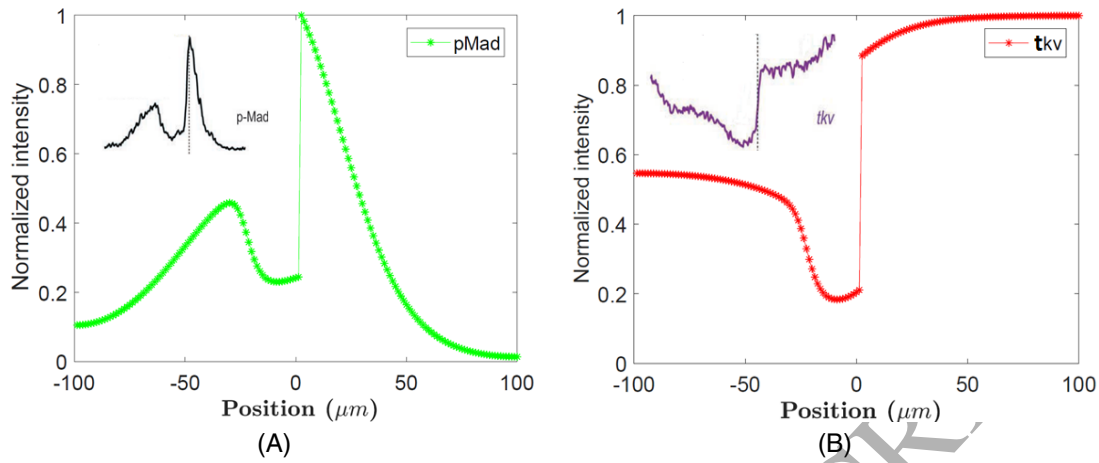 1
0.8
0.6
0.4
0.2
0
Normalized intensity
-100
-50
0
50
100
Position (μm)
pMad
p-Mad
(A)
1
0.8
0.6
0.4
0.2
0
Normalized intensity
-100
-50
0
50
100
Position (μm)
tkv
tkv
(B)